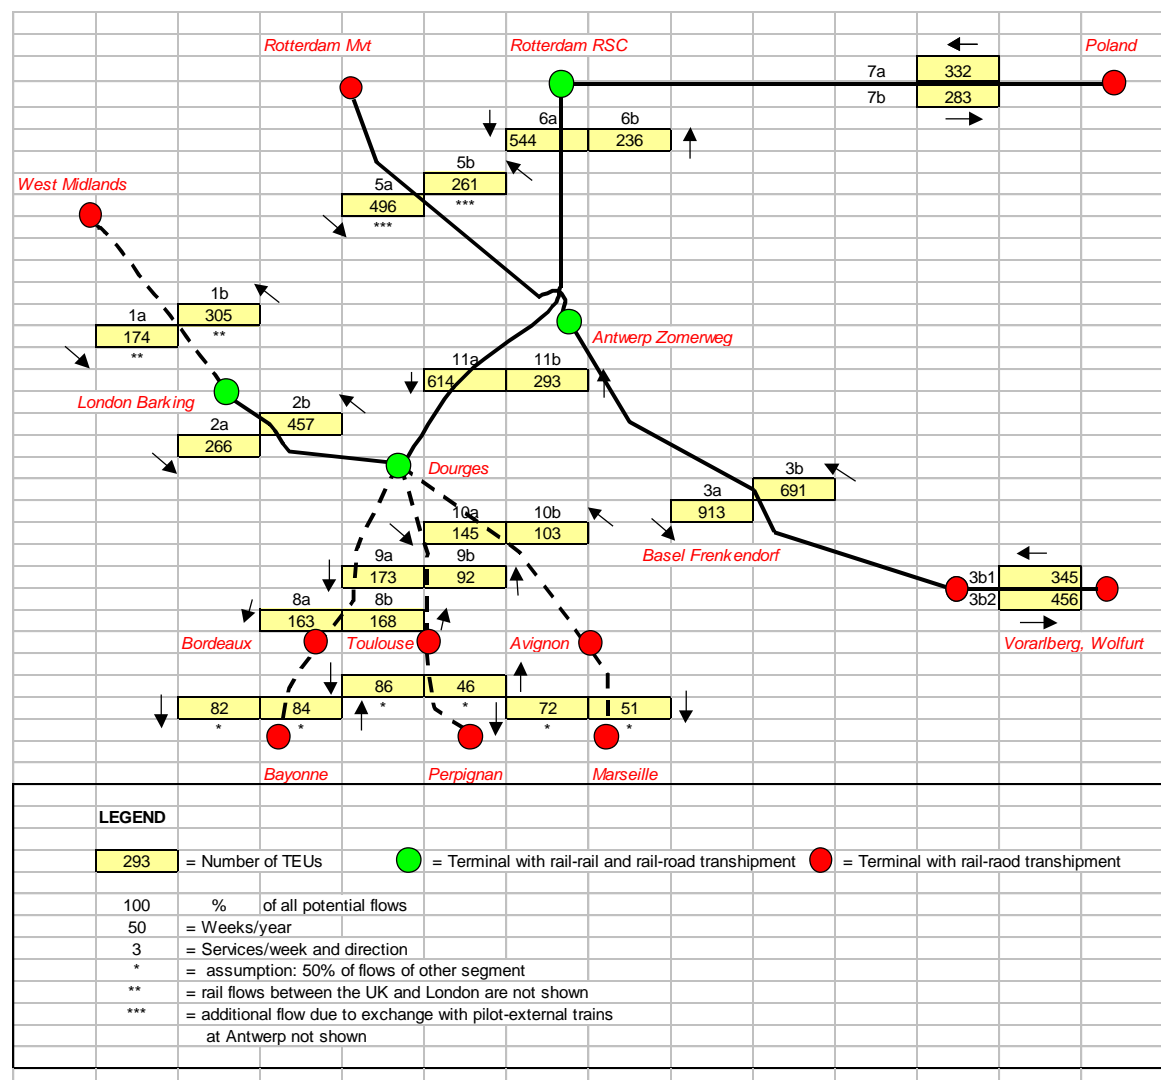 Rotterdam Mvt
Rotterdam RSC
Poland
7a 332
7b 283
6a 6b
544 236
5b
261
5a
496 ***
***
West Midlands
1b
305
1a
174 **
**
Antwerp Zomerweg
11a 11b
614 293
London Barking
2b
457
2a
266
Dourges
3b
691
3a
913
10a 10b
145 103
Basel Frenkendorf
9a 9b
173 92
3b1 345
3b2 456
8a 8b
163 168
Bordeaux Toulouse Avignon Vorarlberg, Wolfurt
86 46
* *
82 84 72 51
* * * *
Bayonne Perpignan Marseille
LEGEND
293 = Number of TEUs = Terminal with rail-rail and rail-road transhipment = Terminal with rail-raod transhipment
100 % of all potential flows
50 = Weeks/year
3 = Services/week and direction
* = assumption: 50% of flows of other segment
** = rail flows between the UK and London are not shown
*** = additional flow due to exchange with pilot-external trains
at Antwerp not shown